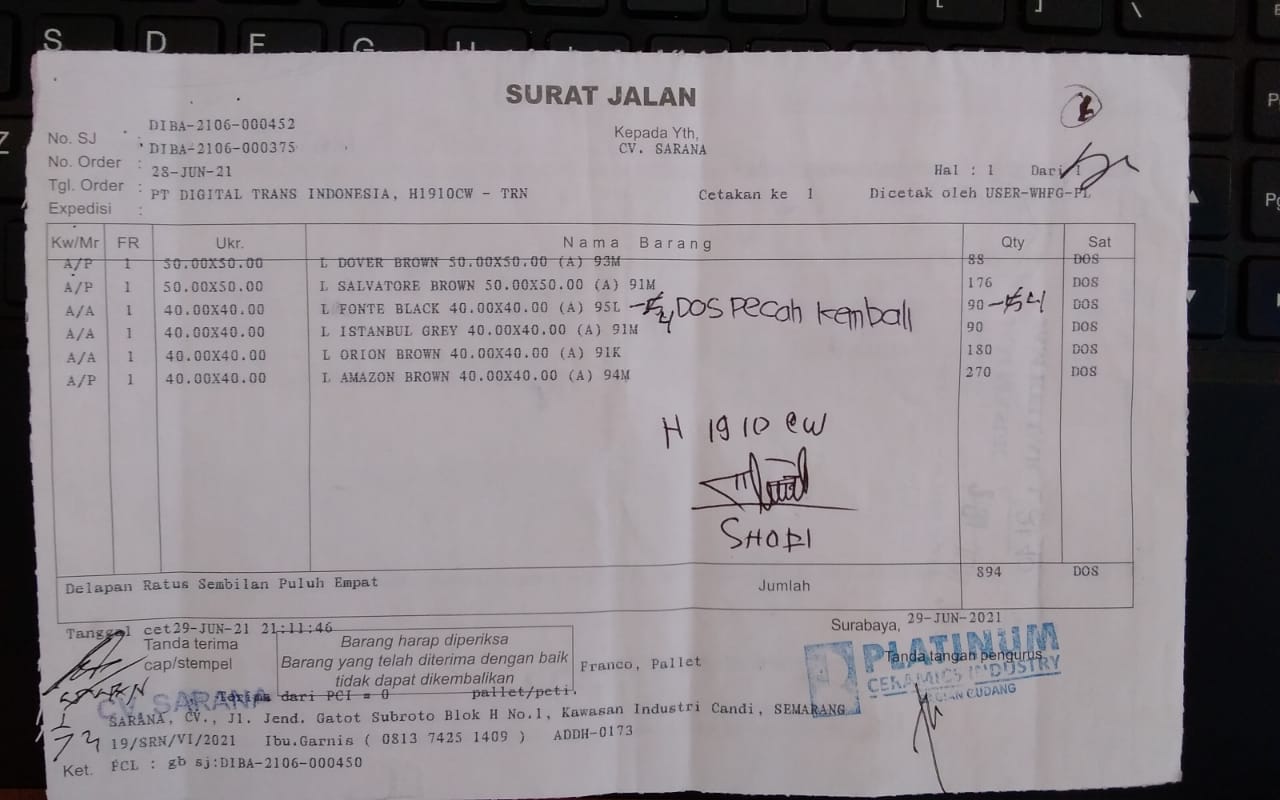 S D F G
SURAT JALAN
No. SJ : DIBA-2106-000452
No. Order : DIBA-2106-000375
Tgl. Order : 28-JUN-21
Expedisi : PT DIGITAL TRANS INDONESIA, H1910CW - TRN
Kepada Yth,
CV. SARANA
Hal : 1 Dari 1
Cetakan ke 1 Dicetak oleh USER-WHFG-PL
Kw/Mr FR Ukr. Nama Barang Qty Sat
A/P 1 50.00X50.00 L DOVER BROWN 50.00X50.00 (A) 93M 88 DOS
A/P 1 50.00X50.00 L SALVATORE BROWN 50.00X50.00 (A) 91M 176 DOS
A/A 1 40.00X40.00 L FONTE BLACK 40.00X40.00 (A) 95L DOS Pecah kembali 90 DOS
A/A 1 40.00X40.00 L ISTANBUL GREY 40.00X40.00 (A) 91M 90 DOS
A/A 1 40.00X40.00 L ORION BROWN 40.00X40.00 (A) 91K 180 DOS
A/P 1 40.00X40.00 L AMAZON BROWN 40.00X40.00 (A) 94M 270 DOS
H 1910 CW
Delapan Ratus Sembilan Puluh Empat Jumlah 894 DOS
Tanggal cet29-JUN-21 21:11:46
Surabaya, 29-JUN-2021
Tanda terima
cap/stempel
Barang harap diperiksa
Barang yang telah diterima dengan baik
tidak dapat dikembalikan
Franco, Pallet
Tanda tangan pengurus
PLATINUM
CERAMICS INDUSTRY
GUDANG
CV. SARANA
Terima dari PCI = 0 pallet/peti.
SARANA, CV., Jl. Jend. Gatot Subroto Blok H No.1, Kawasan Industri Candi, SEMARANG
19/SRN/VI/2021 Ibu.Garnis ( 0813 7425 1409 ) ADDH-0173
Ket. PCL : gb sj:DIBA-2106-000450